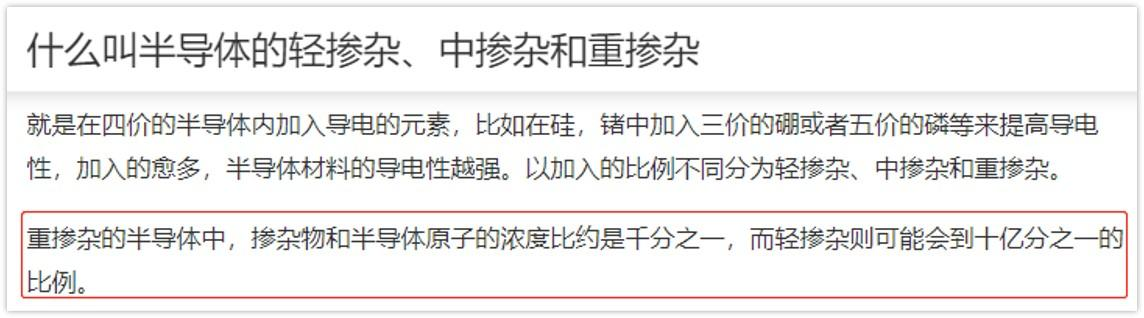 什么叫半导体的轻掺杂、中掺杂和重掺杂
就是在四价的半导体内加入导电的元素，比如在硅，锗中加入三价的硼或者五价的磷等来提高导电
性，加入的愈多，半导体材料的导电性越强。以加入的比例不同分为轻掺杂、中掺杂和重掺杂。
重掺杂的半导体中，掺杂物和半导体原子的浓度比约是千分之一，而轻掺杂则可能会到十亿分之一的
比例。